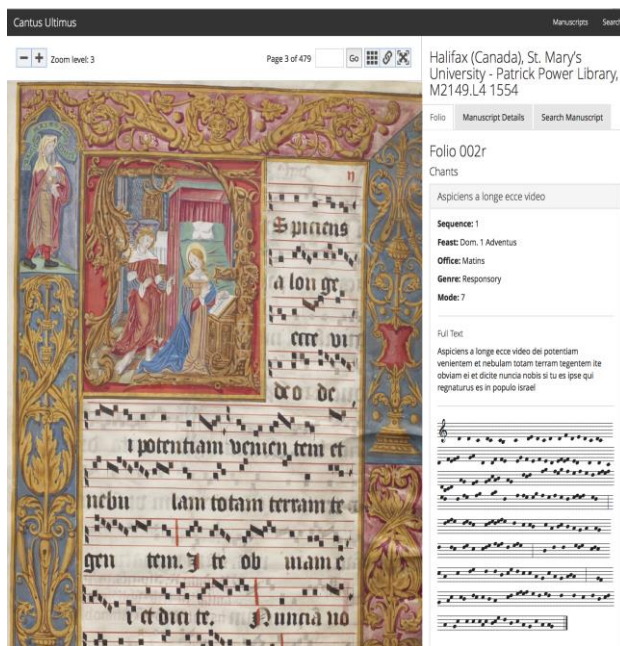 Cantus Ultimus
Manuscripts Search
Zoom level: 3
Page 3 of 479
Go
Halifax (Canada), St. Mary's
University - Patrick Power Library,
M2149.L4 1554
Folio
Manuscript Details
Search Manuscript
Folio 002r
Chants
Aspiciens a longe ecce video
Sequence: 1
Feast: Dom. 1 Adventus
Office: Matins
Genre: Responsory
Mode: 7
Full Text
Aspiciens a longe ecce video dei potentiam
venientem et nebulam totam terram tegentem ite
obviam ei et dicite nuncia nobis si tu es ipse qui
regnaturus es in populo israel
Spiciens
a lon ge
ecce vi
de o de
i potentiam venien tem et
nebu lam totam terram te
gen tem. I te ob uiam e
i et dici te. Nuncia no